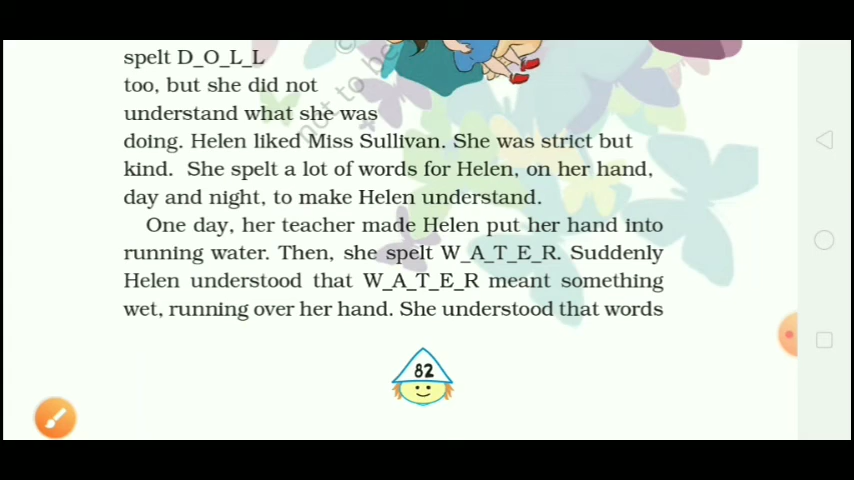 spelt D_O_L_L
too, but she did not
understand what she was
doing. Helen liked Miss Sullivan. She was strict but
kind. She spelt a lot of words for Helen, on her hand,
day and night, to make Helen understand.
One day, her teacher made Helen put her hand into
running water. Then, she spelt W_A_T_E_R. Suddenly
Helen understood that W_A_T_E_R meant something
wet, running over her hand. She understood that words
82
©
not to be